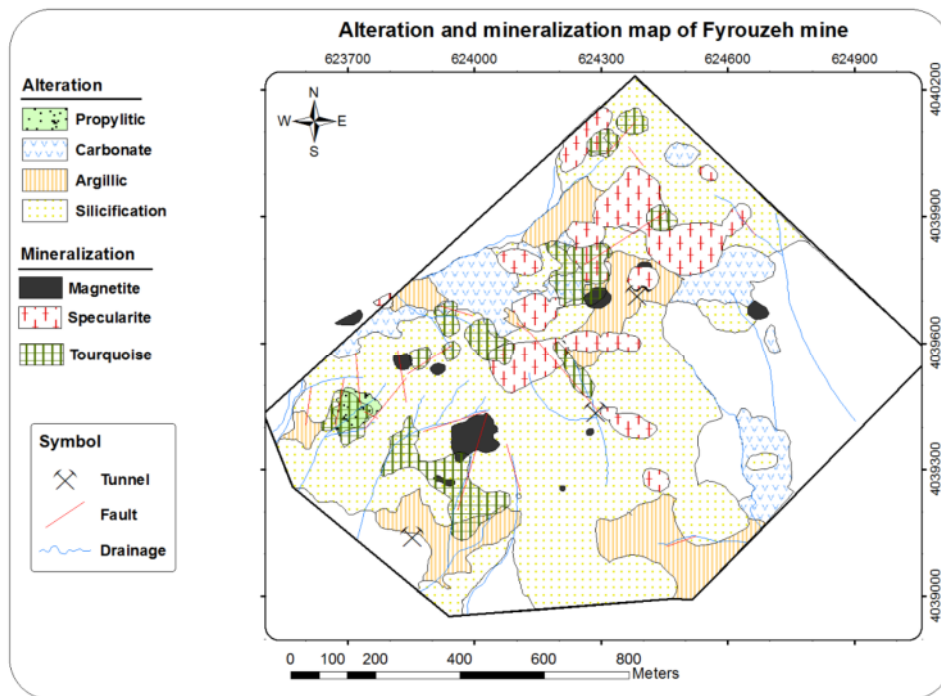 Alteration and mineralization map of Fyrouzeh mine
623700 624000 624300 624600 624900
4040200
4039900
4039600
4039300
4039000
N
W E
S
Alteration
Propylitic
Carbonate
Argillic
Silicification
Mineralization
Magnetite
Specularite
Tourquoise
Symbol
Tunnel
Fault
Drainage
0 100 200 400 600 800
Meters